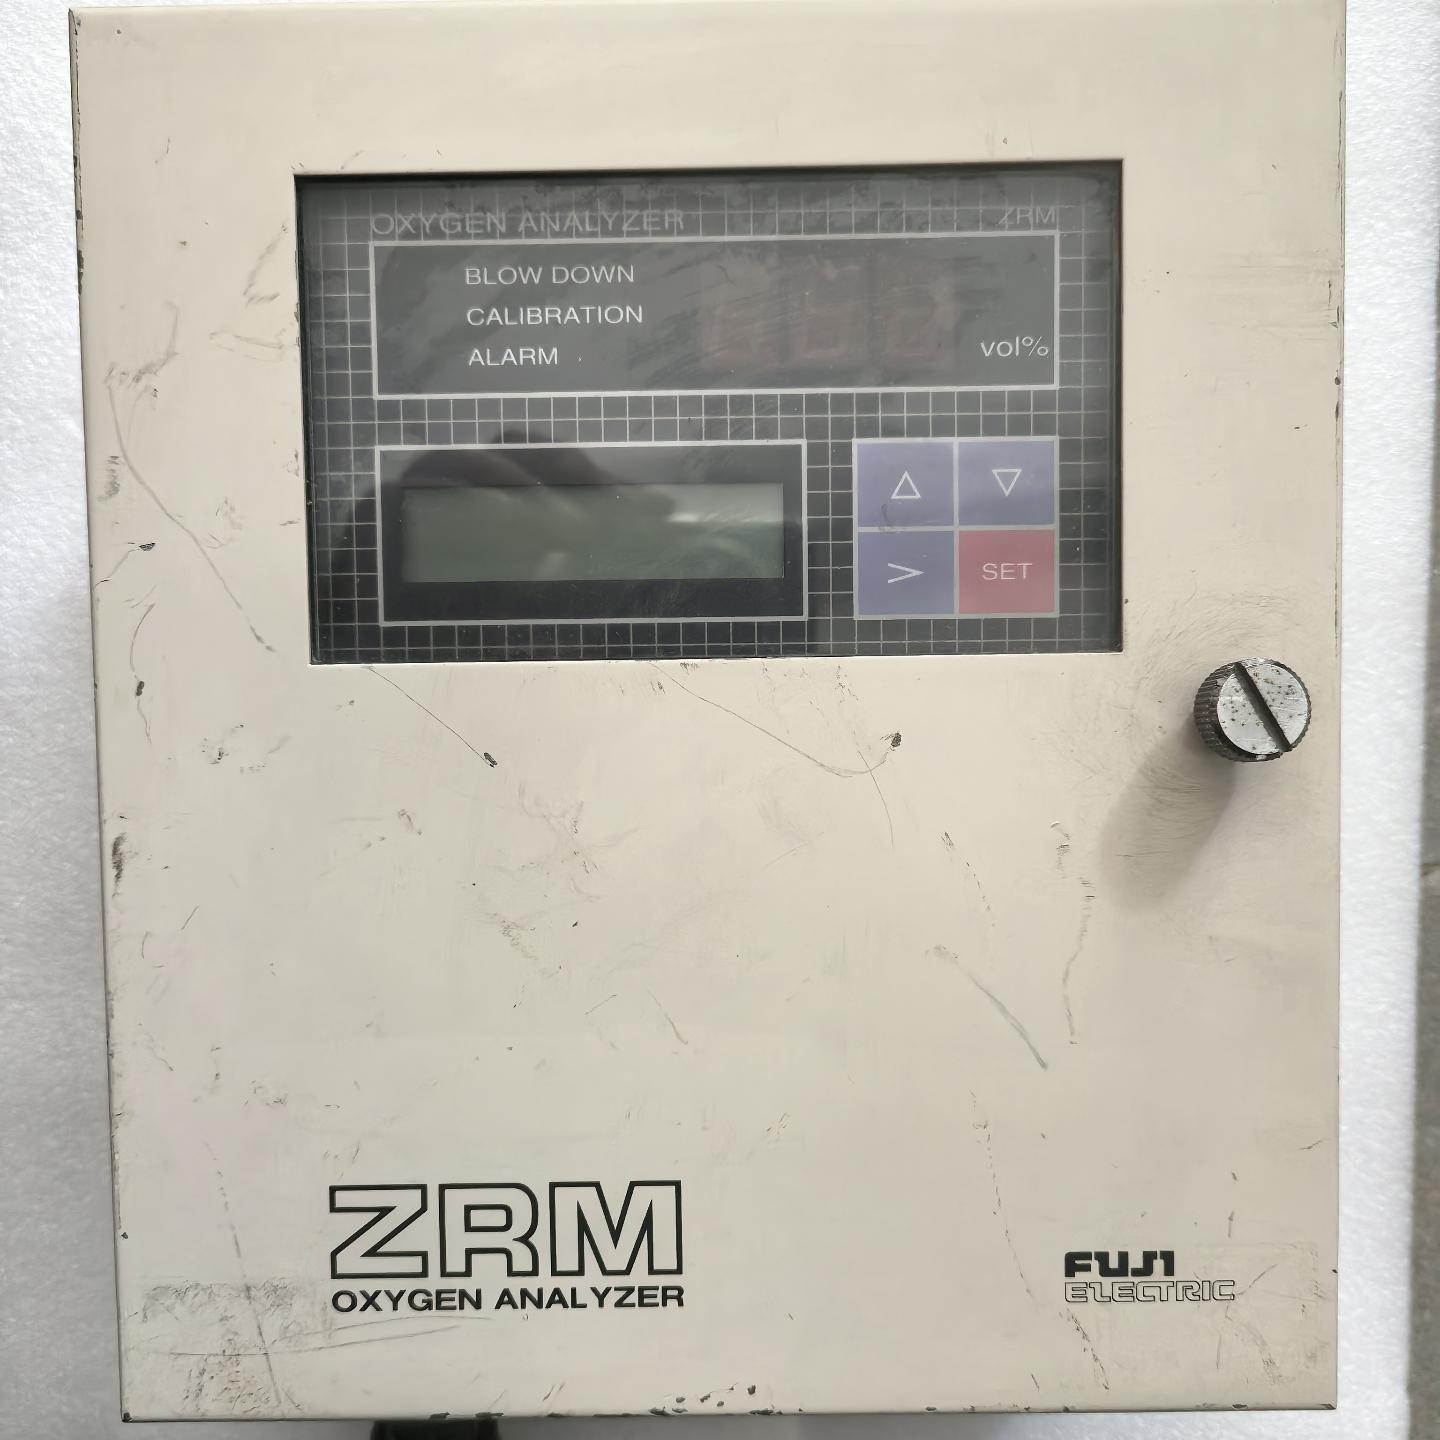 OXYGEN ANALYZER ZRM
BLOW DOWN
CALIBRATION
ALARM
vol%
SET
ZRM
OXYGEN ANALYZER
FUJI
ELECTRIC